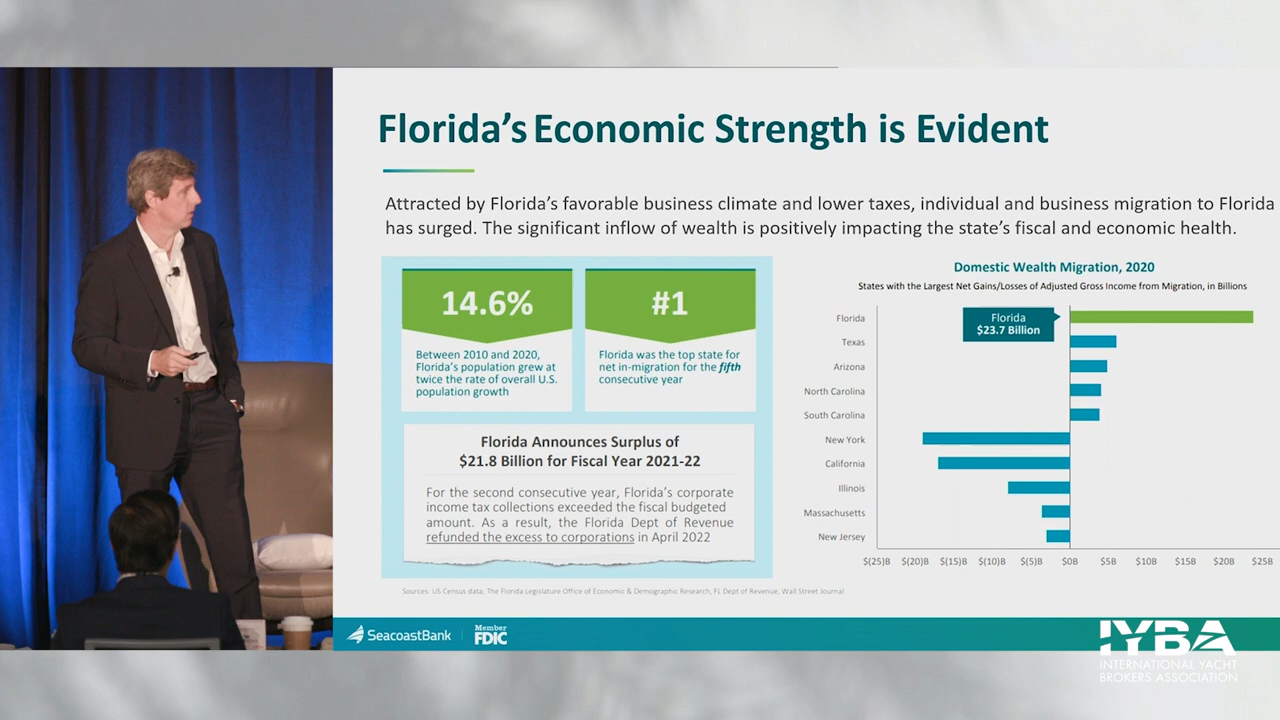 Florida's Economic Strength is Evident
Attracted by Florida's favorable business climate and lower taxes, individual and business migration to Florida
has surged. The significant inflow of wealth is positively impacting the state's fiscal and economic health.
14.6%
Between 2010 and 2020,
Florida's population grew at
twice the rate of overall U.S.
population growth
#1
Florida was the top state for
net in-migration for the fifth
consecutive year
Florida Announces Surplus of
$21.8 Billion for Fiscal Year 2021-22
For the second consecutive year, Florida's corporate
income tax collections exceeded the fiscal budgeted
amount. As a result, the Florida Dept of Revenue
refunded the excess to corporations in April 2022
Domestic Wealth Migration, 2020
States with the Largest Net Gains/Losses of Adjusted Gross Income from Migration, in Billions
Florida
Florida
$23.7 Billion
Texas
Arizona
North Carolina
South Carolina
New York
California
Illinois
Massachusetts
New Jersey
$(25)B $(20)B $(15)B $(10)B $(5)B $0B $5B $10B $15B $20B $25B
Sources: US Census data, The Florida Legislature Office of Economic & Demographic Research, FL Dept of Revenue, Wall Street Journal
SeacoastBank
Member
FDIC
IYBA
INTERNATIONAL YACHT
BROKERS ASSOCIATION